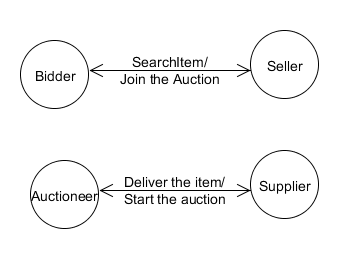 Bidder
SearchItem/
Join the Auction
Seller
Auctioneer
Deliver the item/
Start the auction
Supplier